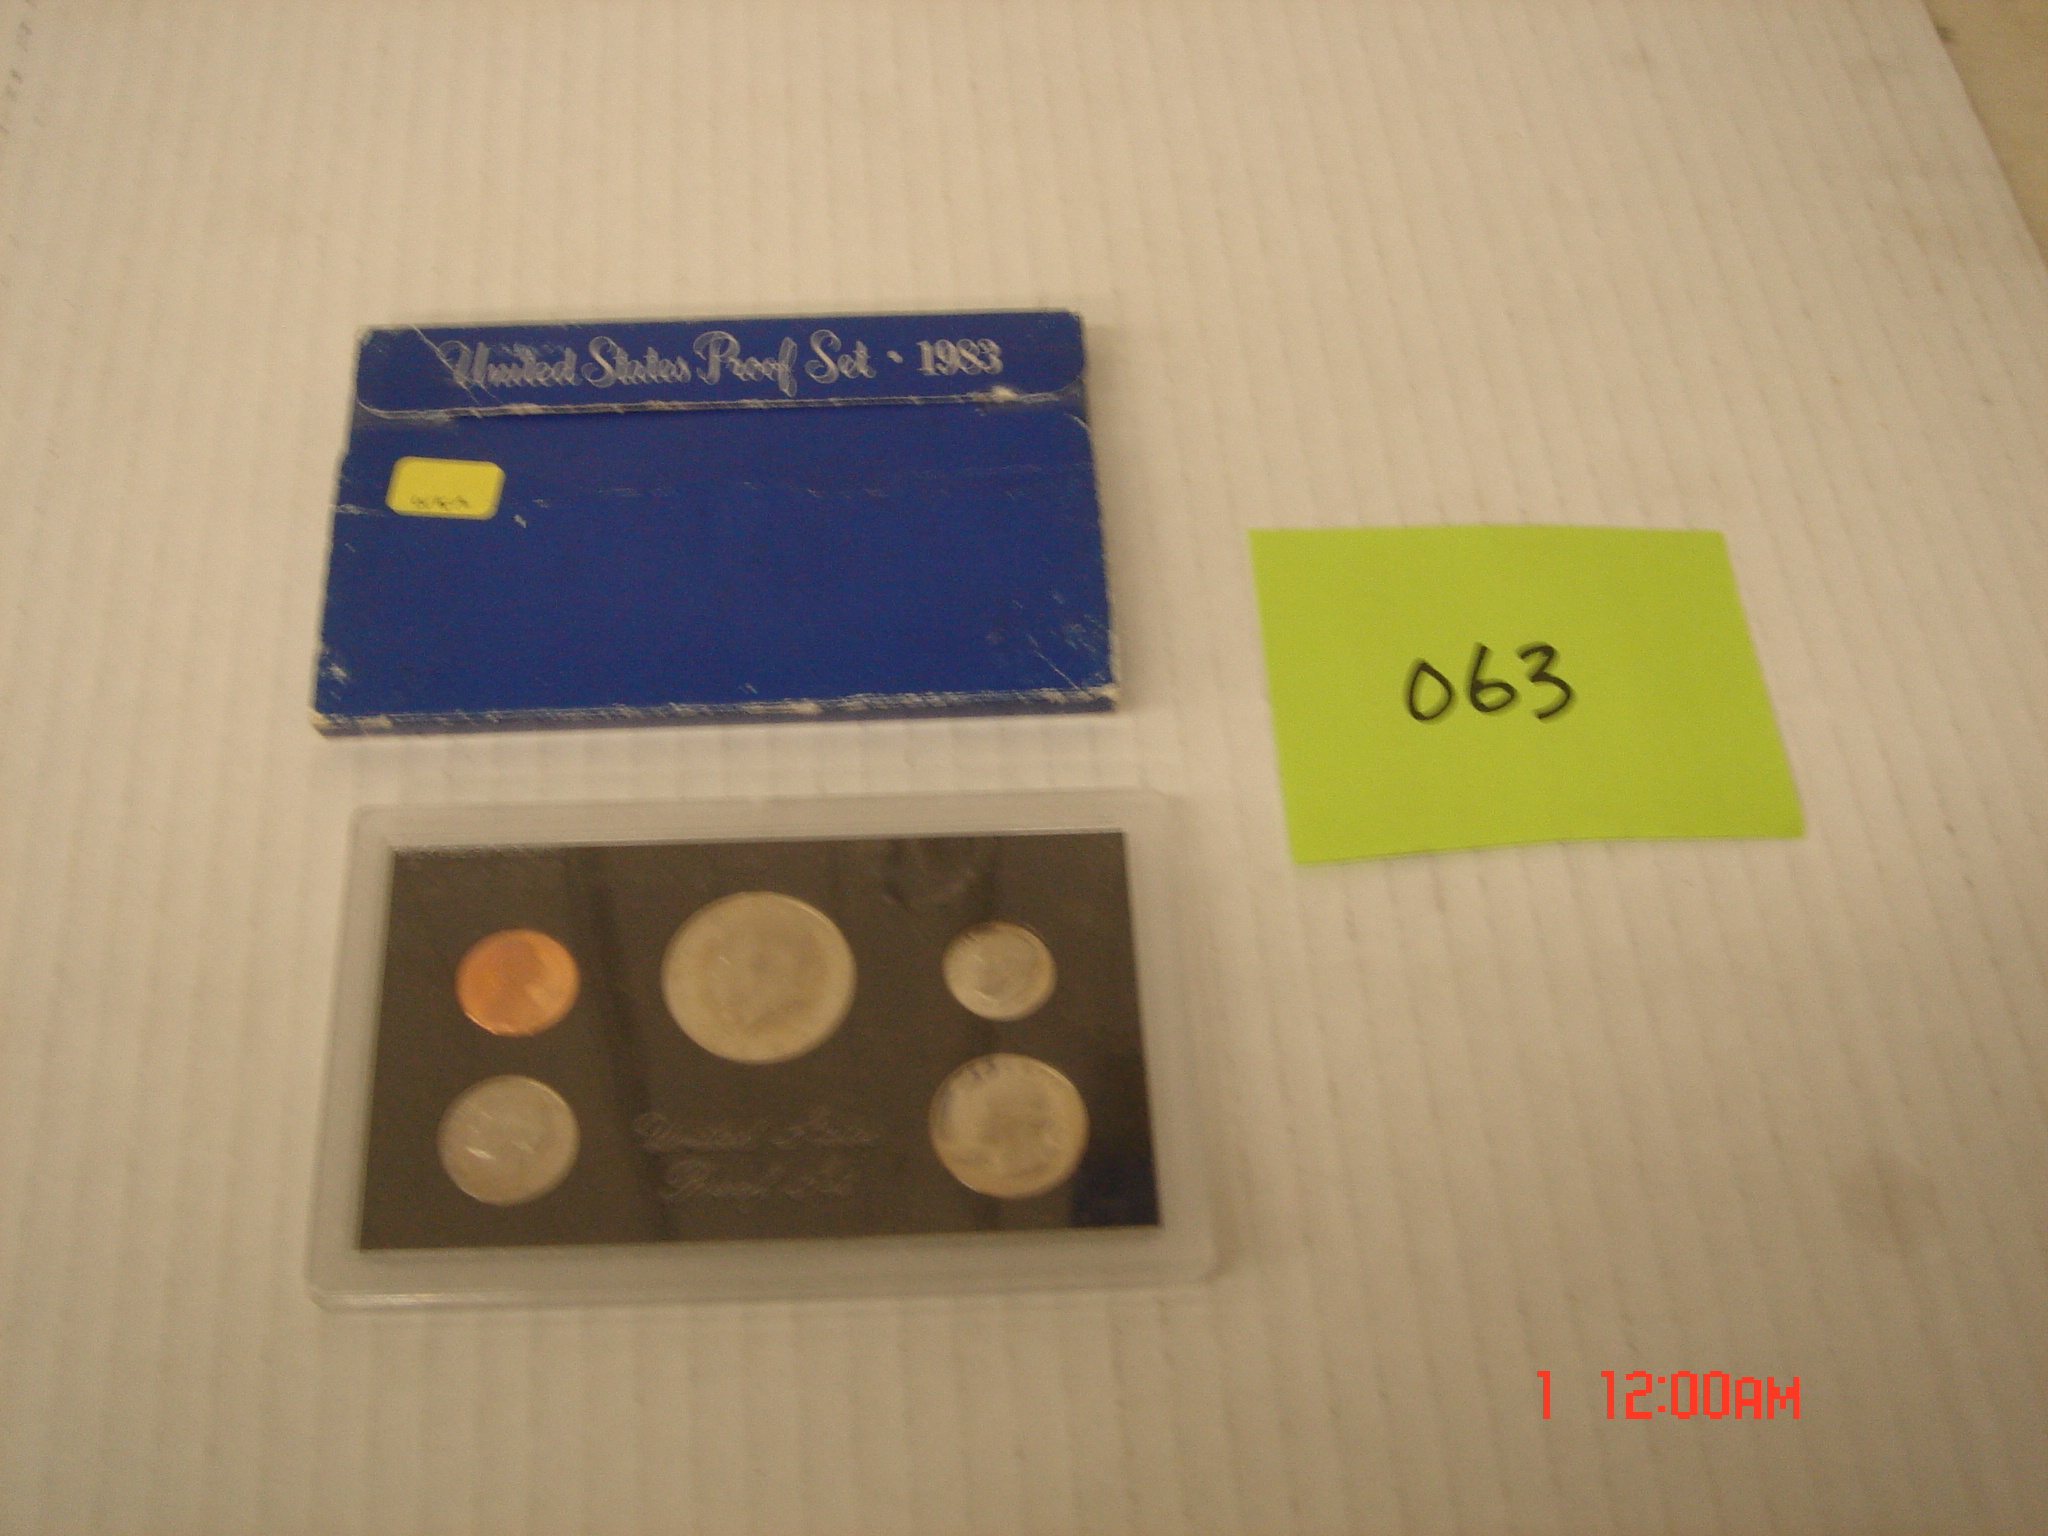 United States Proof Set • 1983
063
United States
Proof Set
1 12:00AM